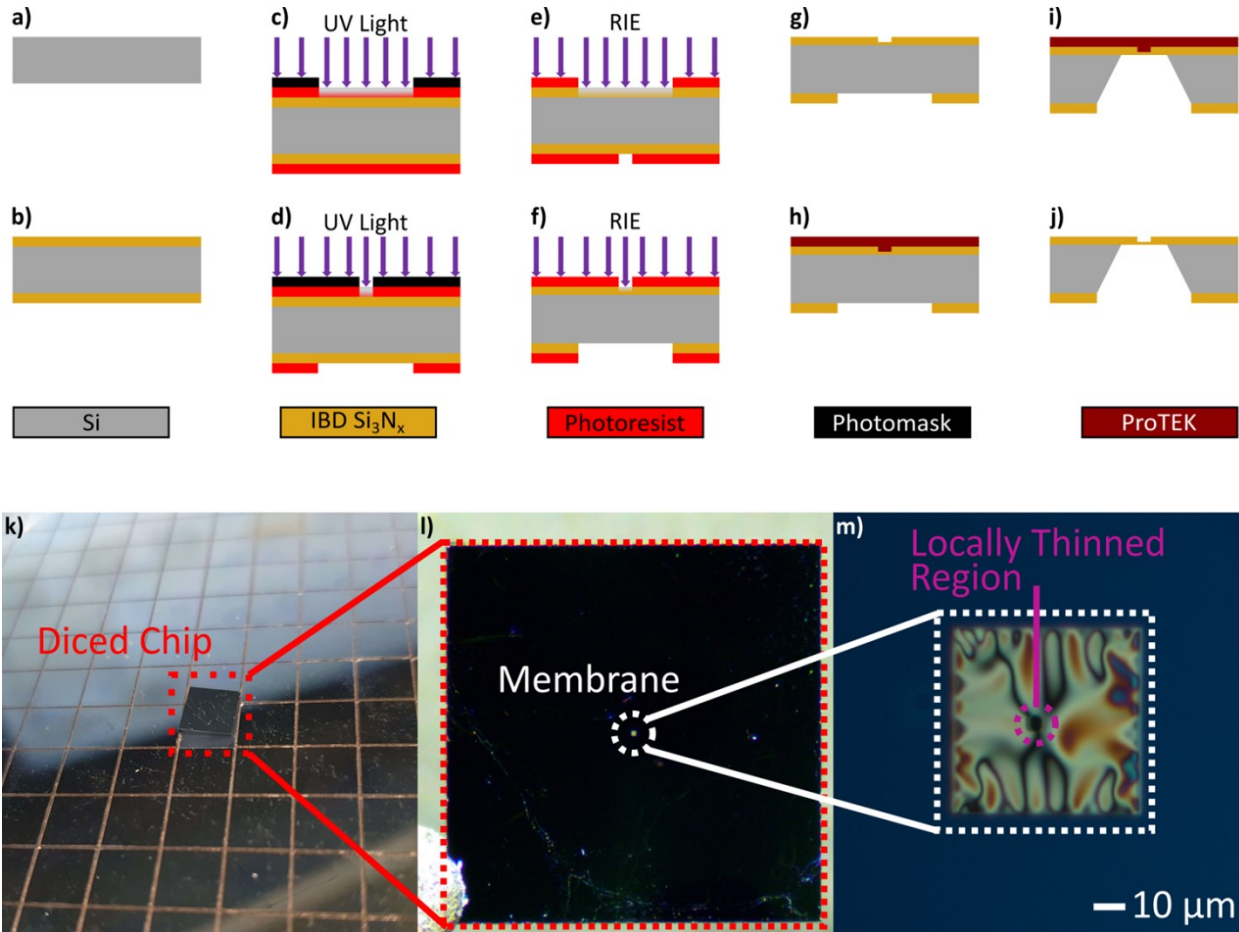 a)
c)
e)
g)
i)
UV Light
RIE
b)
d)
f)
h)
j)
UV Light
RIE
Si
IBD Si₃Nₓ
Photoresist
Photomask
ProTEK
k)
l)
m)
Diced Chip
Membrane
Locally Thinned
Region
10 µm